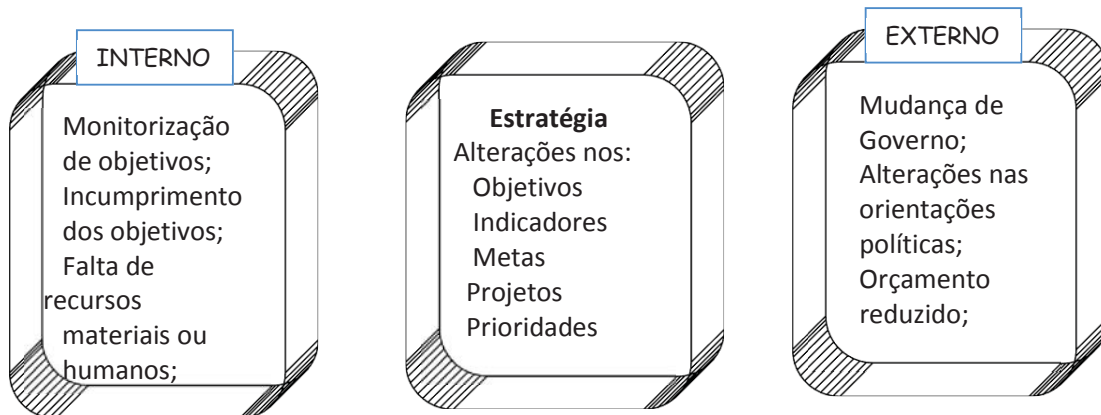 INTERNO
Monitorização
de objetivos;
Incumprimento
dos objetivos;
Falta de
recursos
materiais ou
humanos;
Estratégia
Alterações nos:
Objetivos
Indicadores
Metas
Projetos
Prioridades
EXTERNO
Mudança de
Governo;
Alterações nas
orientações
políticas;
Orçamento
reduzido;